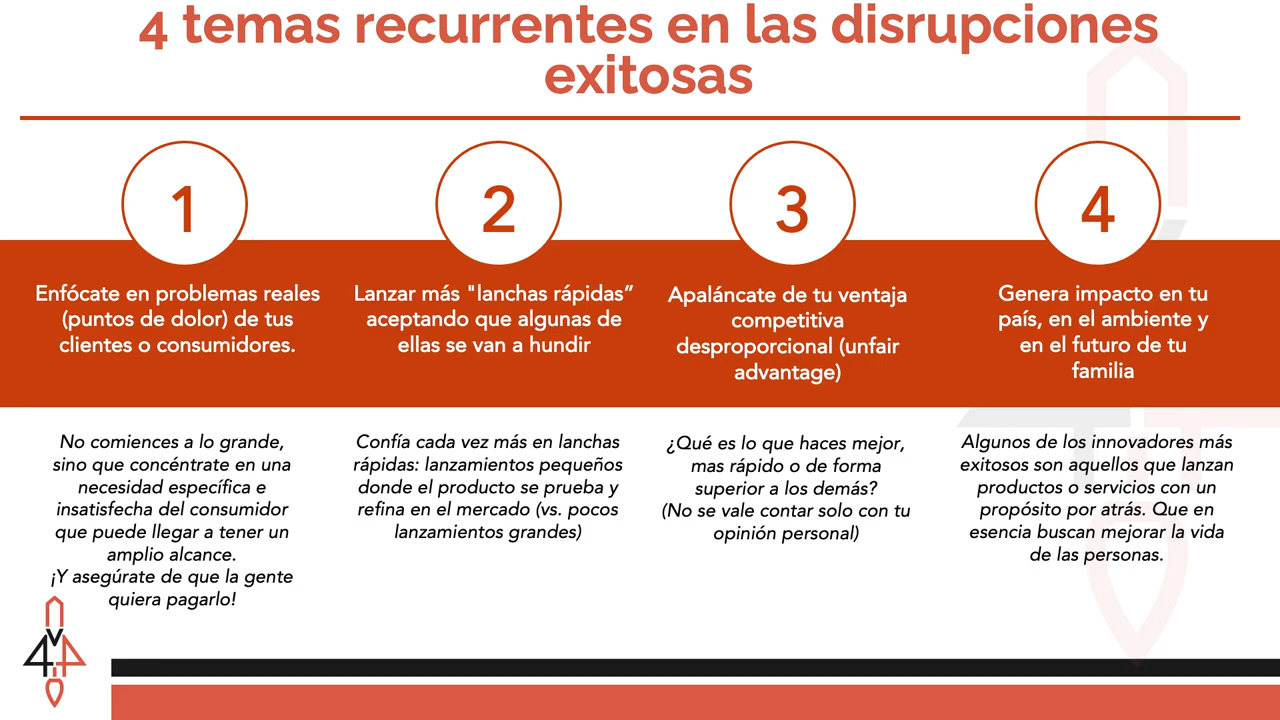 4 temas recurrentes en las disrupciones
exitosas
1
Enfócate en problemas reales
(puntos de dolor) de tus
clientes o consumidores.
No comiences a lo grande,
sino que concéntrate en una
necesidad específica e
insatisfecha del consumidor
que puede llegar a tener un
amplio alcance.
¡Y asegúrate de que la gente
quiera pagarlo!
2
Lanzar más "lanchas rápidas”
aceptando que algunas de
ellas se van a hundir
Confía cada vez más en lanchas
rápidas: lanzamientos pequeños
donde el producto se prueba y
refina en el mercado (vs. pocos
lanzamientos grandes)
3
Apaláncate de tu ventaja
competitiva
desproporcional (unfair
advantage)
¿Qué es lo que haces mejor,
mas rápido o de forma
superior a los demás?
(No se vale contar solo con tu
opinión personal)
4
Genera impacto en tu
país, en el ambiente y
en el futuro de tu
familia
Algunos de los innovadores más
exitosos son aquellos que lanzan
productos o servicios con un
propósito por atrás. Que en
esencia buscan mejorar la vida
de las personas.